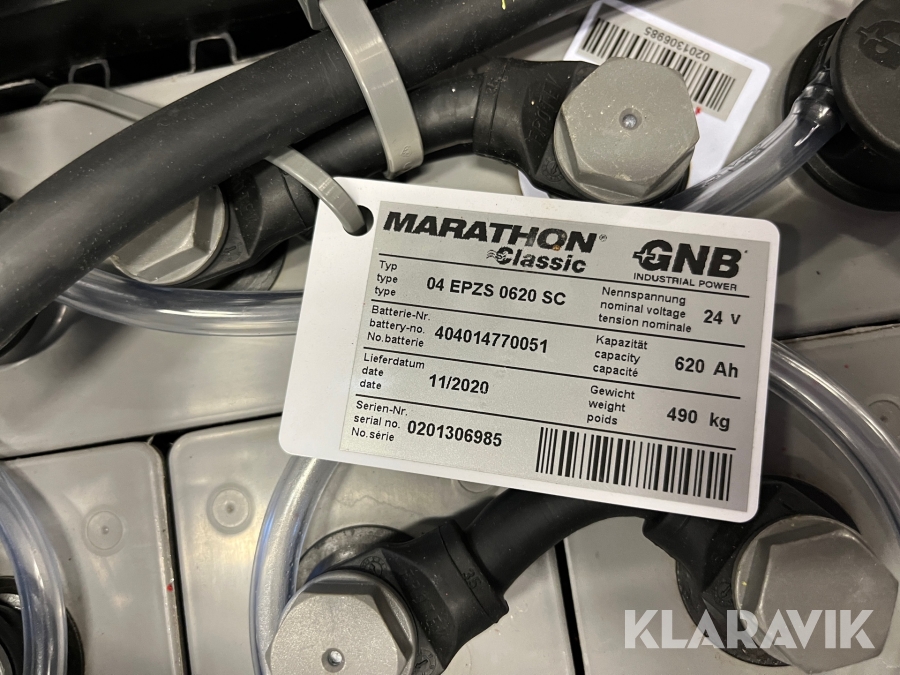 0201306985
MARATHON®
Classic
GNB®
INDUSTRIAL POWER
Typ
type
type
04 EPZS 0620 SC
Nennspannung
nominal voltage
tension nominale
24 V
Batterie-Nr.
battery-no.
No.batterie
404014770051
Kapazität
capacity
capacité
620 Ah
Lieferdatum
date
date
11/2020
Gewicht
weight
poids
490 kg
Serien-Nr.
serial no.
No.série
0201306985
35
35
KLARAVIK